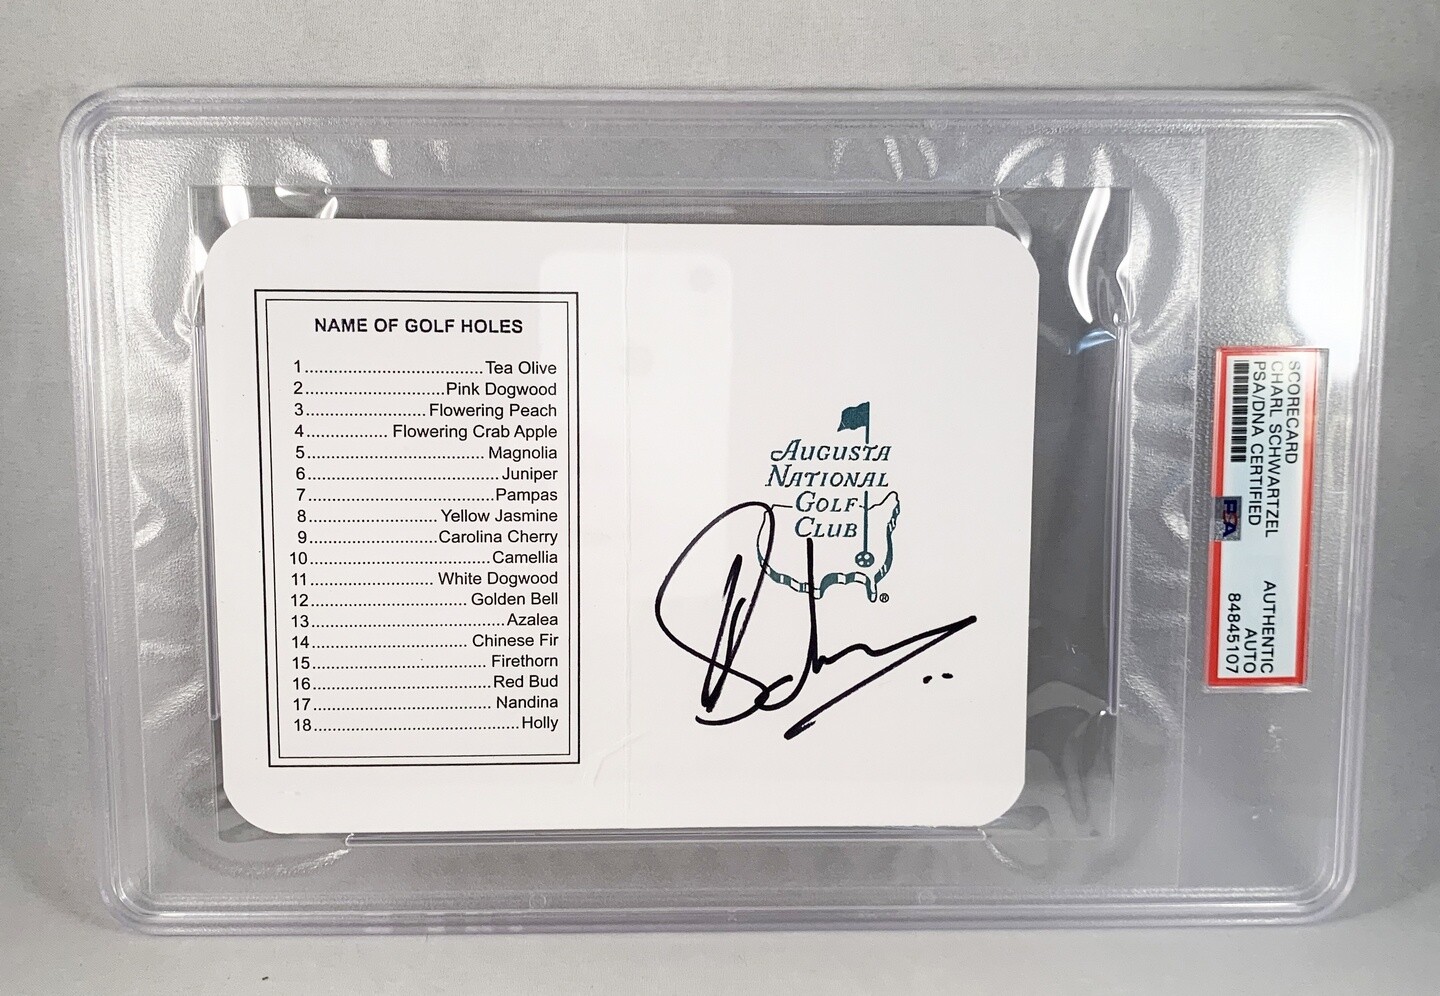 NAME OF GOLF HOLES
1......................................Tea Olive
2..............................Pink Dogwood
3.........................Flowering Peach
4................. Flowering Crab Apple
5......................................Magnolia
6.........................................Juniper
7........................................Pampas
8...........................Yellow Jasmine
9...........................Carolina Cherry
10......................................Camellia
11.......................... White Dogwood
12................................. Golden Bell
13.........................................Azalea
14................................. Chinese Fir
15..................................... Firethorn
16......................................Red Bud
17...................................... Nandina
18............................................Holly
AUGUSTA
NATIONAL
GOLF
CLUB
®
SCORECARD
CHARL SCHWARTZEL
PSA/DNA CERTIFIED
PSA
AUTHENTIC
AUTO
84845107